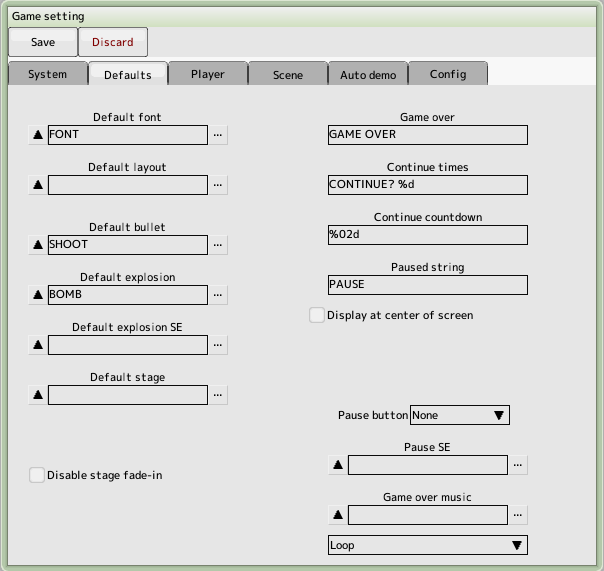 Game setting
Save Discard
System Defaults Player Scene Auto demo Config
Default font
FONT ...
Default layout
...
Default bullet
SHOOT ...
Default explosion
BOMB ...
Default explosion SE
...
Default stage
...
Disable stage fade-in
Game over
GAME OVER
Continue times
CONTINUE? %d
Continue countdown
%02d
Paused string
PAUSE
Display at center of screen
Pause button None
Pause SE
...
Game over music
...
Loop